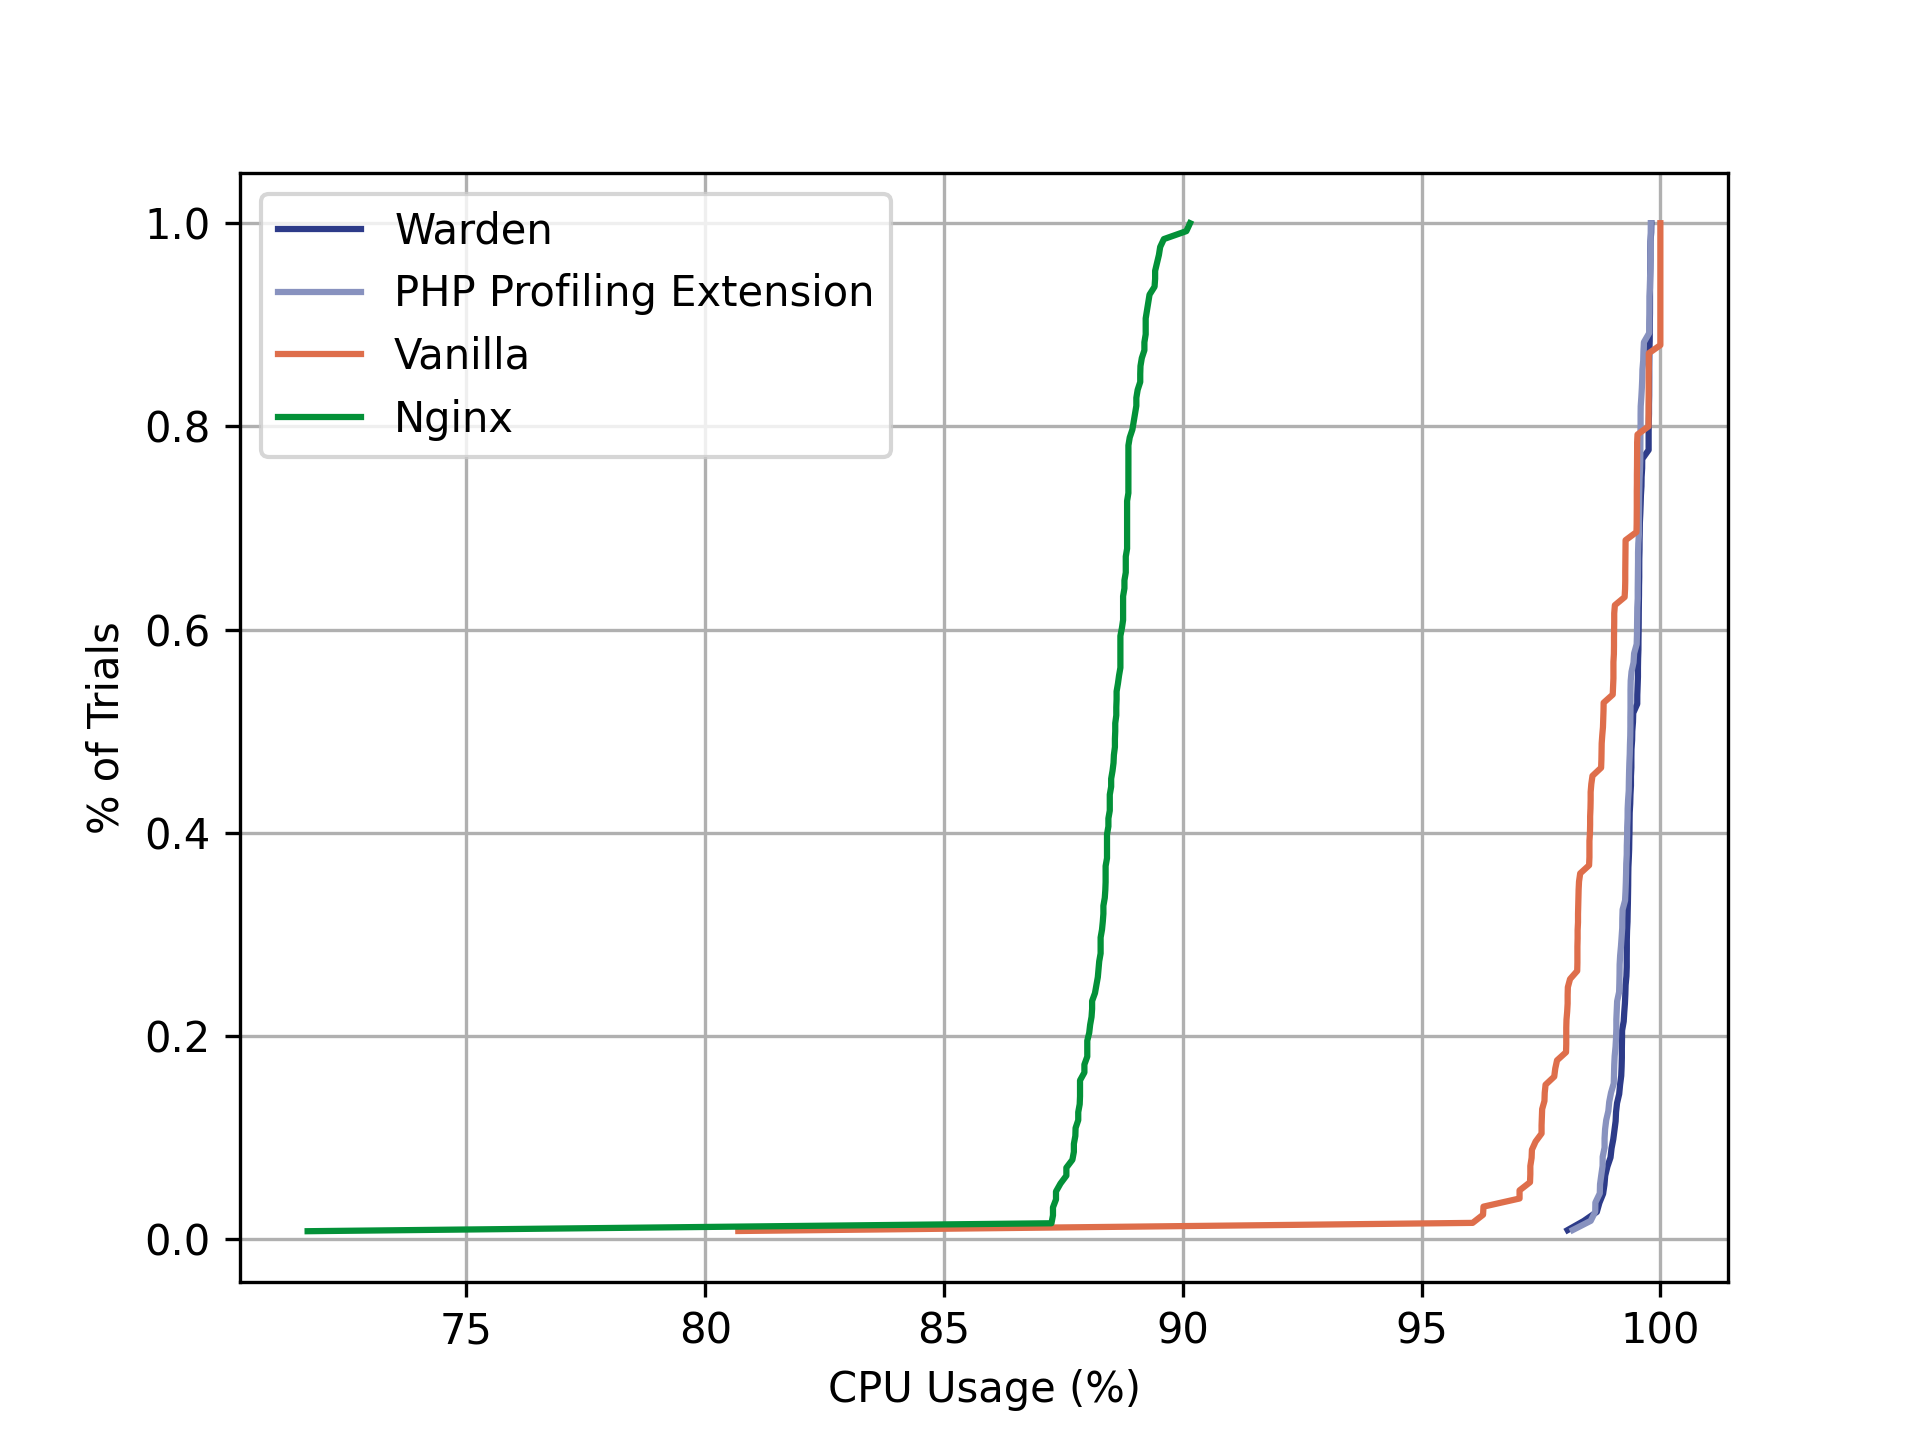 Warden
PHP Profiling Extension
Vanilla
Nginx
1.0
0.8
0.6
0.4
0.2
0.0
% of Trials
75 80 85 90 95 100
CPU Usage (%)